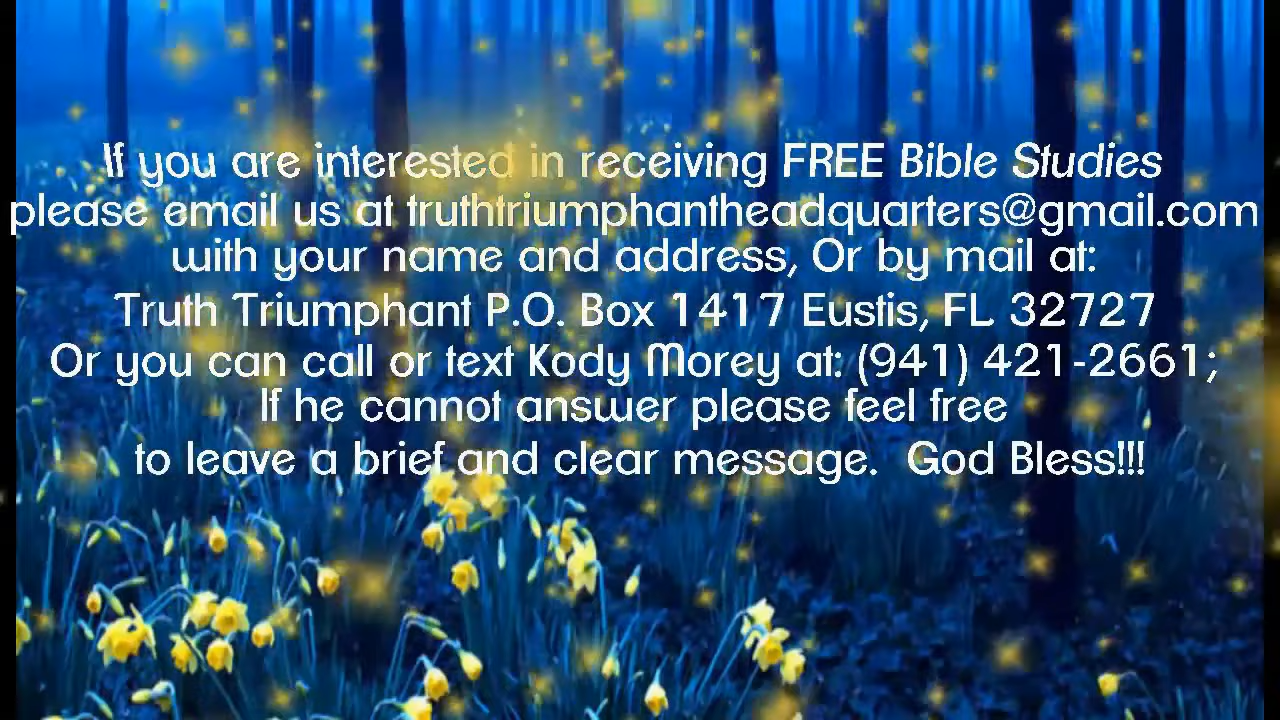 If you are interested in receiving FREE Bible Studies
please email us at truthtriumphantheadquarters@gmail.com
with your name and address, Or by mail at:
Truth Triumphant P.O. Box 1417 Eustis, FL 32727
Or you can call or text Kody Morey at: (941) 421-2661;
If he cannot answer please feel free
to leave a brief and clear message.  God Bless!!!